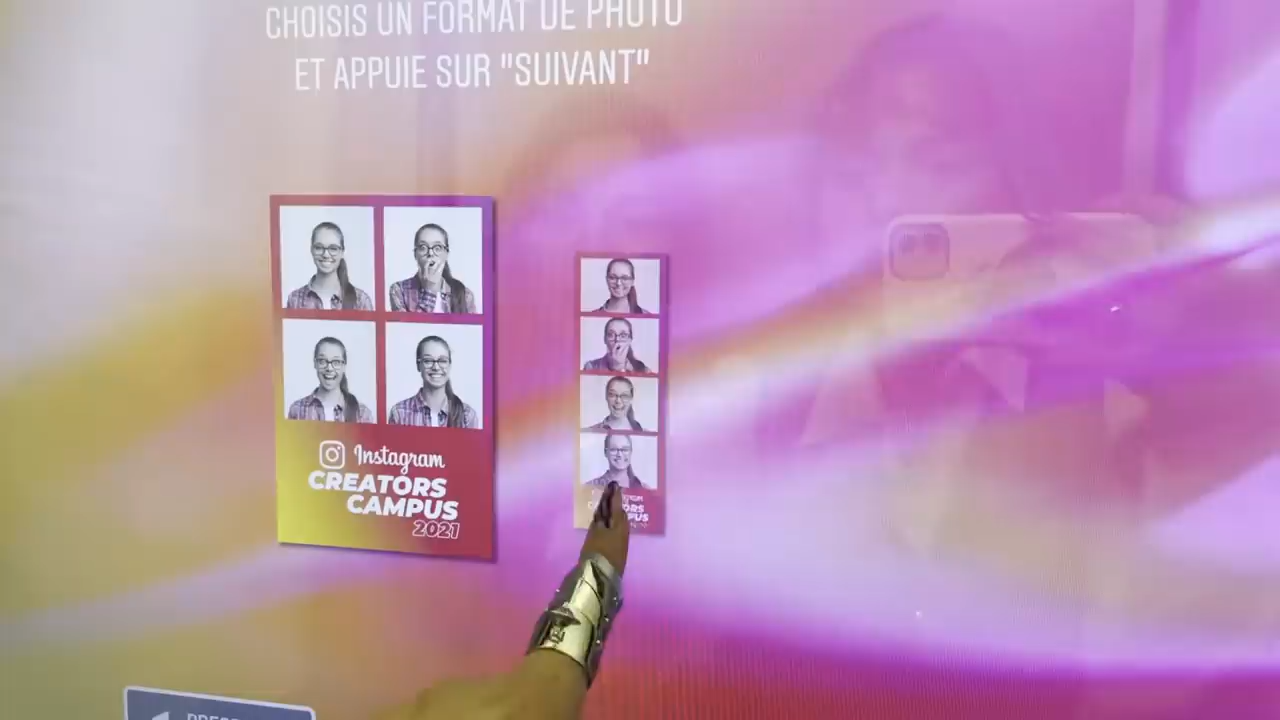 CHOISIS UN FORMAT DE PHOTO
ET APPUIE SUR "SUIVANT"
Instagram
CREATORS
CAMPUS
2021